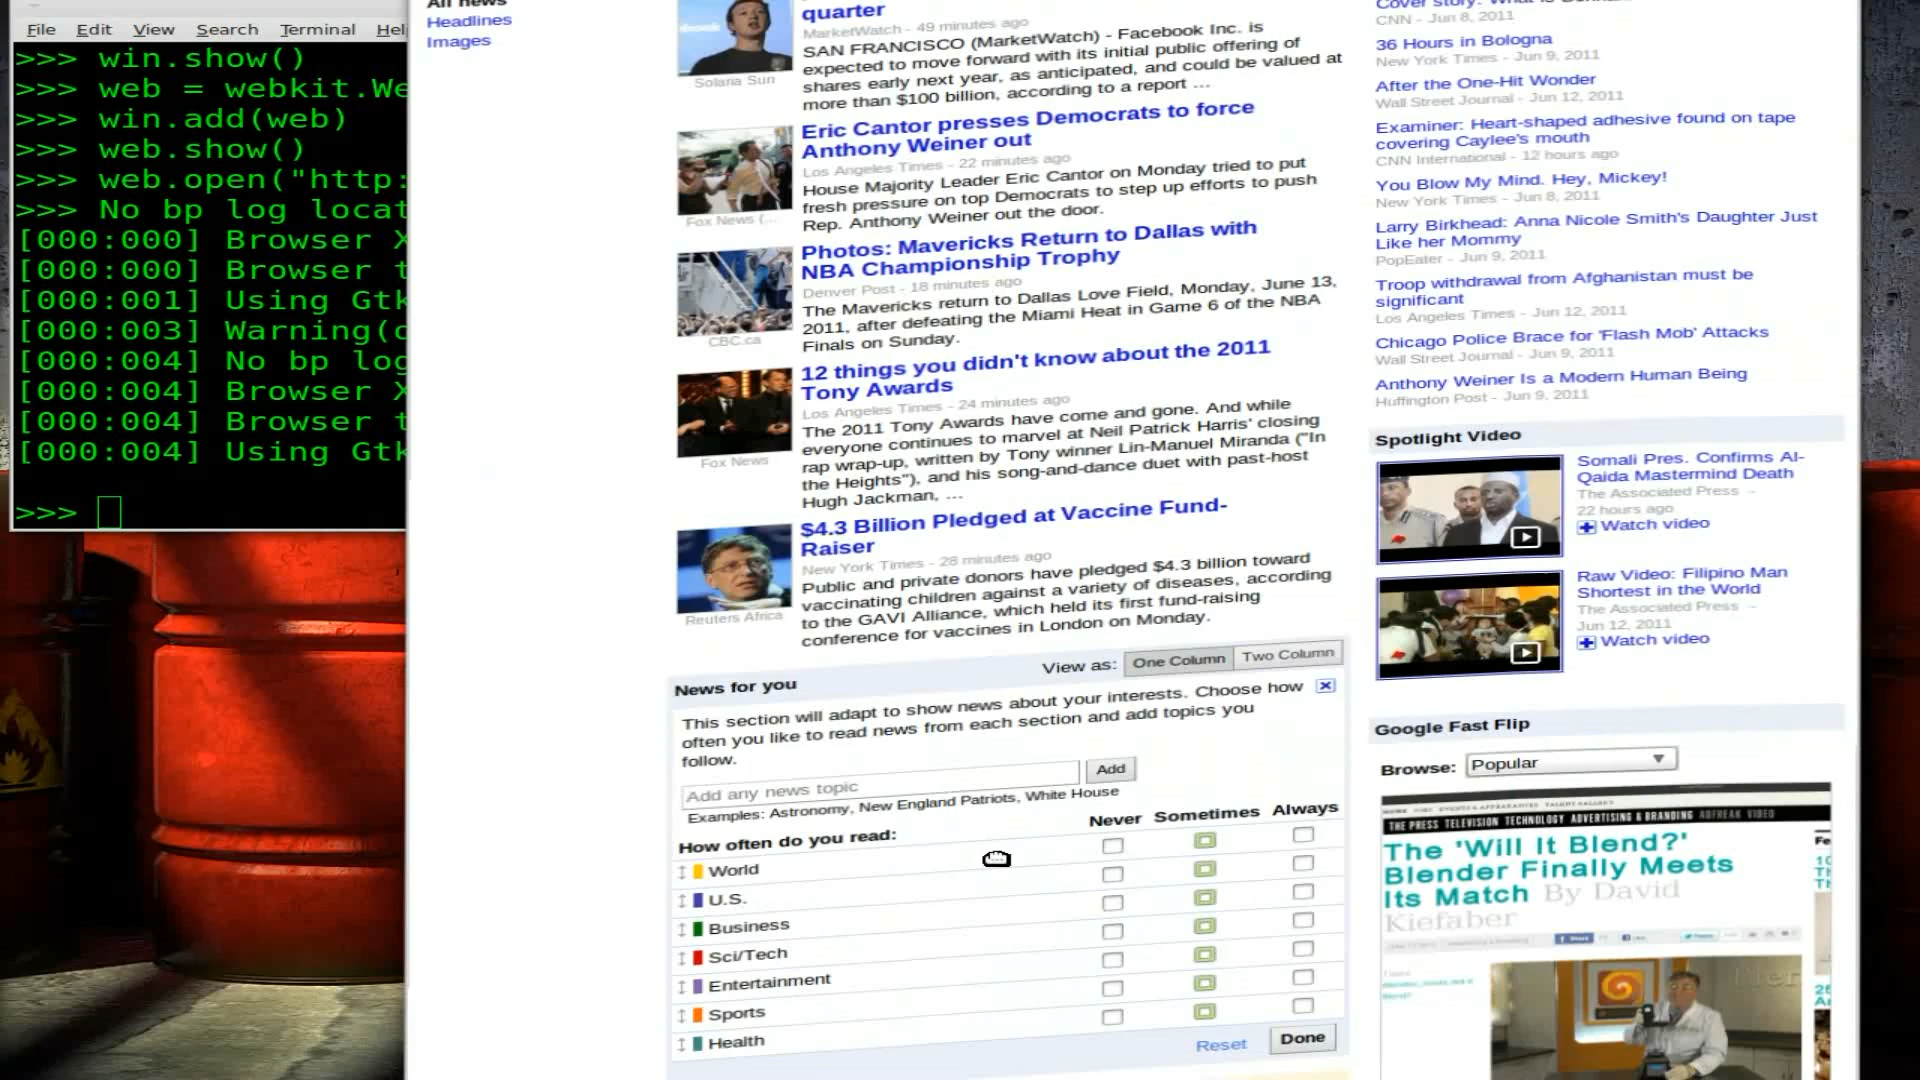 File Edit View Search Terminal Hel
>>> win.show()
>>> web = webkit.We
>>> win.add(web)
>>> web.show()
>>> web.open("http:
>>> No bp log locat
[000:000] Browser X
[000:000] Browser t
[000:001] Using Gtk
[000:003] Warning(c
[000:004] No bp log
[000:004] Browser X
[000:004] Browser t
[000:004] Using Gtk
>>>
All news
Headlines
Images
quarter
MarketWatch - 49 minutes ago
SAN FRANCISCO (MarketWatch) - Facebook Inc. is
expected to move forward with its initial public offering of
shares early next year, as anticipated, and could be valued at
more than $100 billion, according to a report ...
Solaria Sun
Eric Cantor presses Democrats to force
Anthony Weiner out
Los Angeles Times - 22 minutes ago
House Majority Leader Eric Cantor on Monday tried to put
fresh pressure on top Democrats to step up efforts to push
Rep. Anthony Weiner out the door.
Fox News (...
Photos: Mavericks Return to Dallas with
NBA Championship Trophy
Denver Post - 18 minutes ago
The Mavericks return to Dallas Love Field, Monday, June 13,
2011, after defeating the Miami Heat in Game 6 of the NBA
Finals on Sunday.
CBC.ca
12 things you didn't know about the 2011
Tony Awards
Los Angeles Times - 24 minutes ago
The 2011 Tony Awards have come and gone. And while
everyone continues to marvel at Neil Patrick Harris' closing
rap wrap-up, written by Tony winner Lin-Manuel Miranda ("In
the Heights"), and his song-and-dance duet with past-host
Hugh Jackman, ...
Fox News
$4.3 Billion Pledged at Vaccine Fund-
Raiser
New York Times - 28 minutes ago
Public and private donors have pledged $4.3 billion toward
vaccinating children against a variety of diseases, according
to the GAVI Alliance, which held its first fund-raising
conference for vaccines in London on Monday.
Reuters Africa
News for you
View as: One Column Two Column
This section will adapt to show news about your interests. Choose how
often you like to read news from each section and add topics you
follow.
Add any news topic Add
Examples: Astronomy, New England Patriots, White House
How often do you read: Never Sometimes Always
World
U.S.
Business
Sci/Tech
Entertainment
Sports
Health
Reset Done
CNN - Jun 8, 2011
36 Hours in Bologna
New York Times - Jun 9, 2011
After the One-Hit Wonder
Wall Street Journal - Jun 12, 2011
Examiner: Heart-shaped adhesive found on tape
covering Caylee's mouth
CNN International - 12 hours ago
You Blow My Mind. Hey, Mickey!
New York Times - Jun 8, 2011
Larry Birkhead: Anna Nicole Smith's Daughter Just
Like her Mommy
PopEater - Jun 9, 2011
Troop withdrawal from Afghanistan must be
significant
Los Angeles Times - Jun 12, 2011
Chicago Police Brace for 'Flash Mob' Attacks
Wall Street Journal - Jun 9, 2011
Anthony Weiner Is a Modern Human Being
Huffington Post - Jun 9, 2011
Spotlight Video
Somali Pres. Confirms Al-
Qaida Mastermind Death
The Associated Press -
22 hours ago
Watch video
Raw Video: Filipino Man
Shortest in the World
The Associated Press -
Jun 12, 2011
Watch video
Google Fast Flip
Browse: Popular
THE PRESS TELEVISION TECHNOLOGY ADVERTISING & BRANDING ADFREAK VIDEO
The 'Will It Blend?'
Blender Finally Meets
Its Match By David
Kiefaber